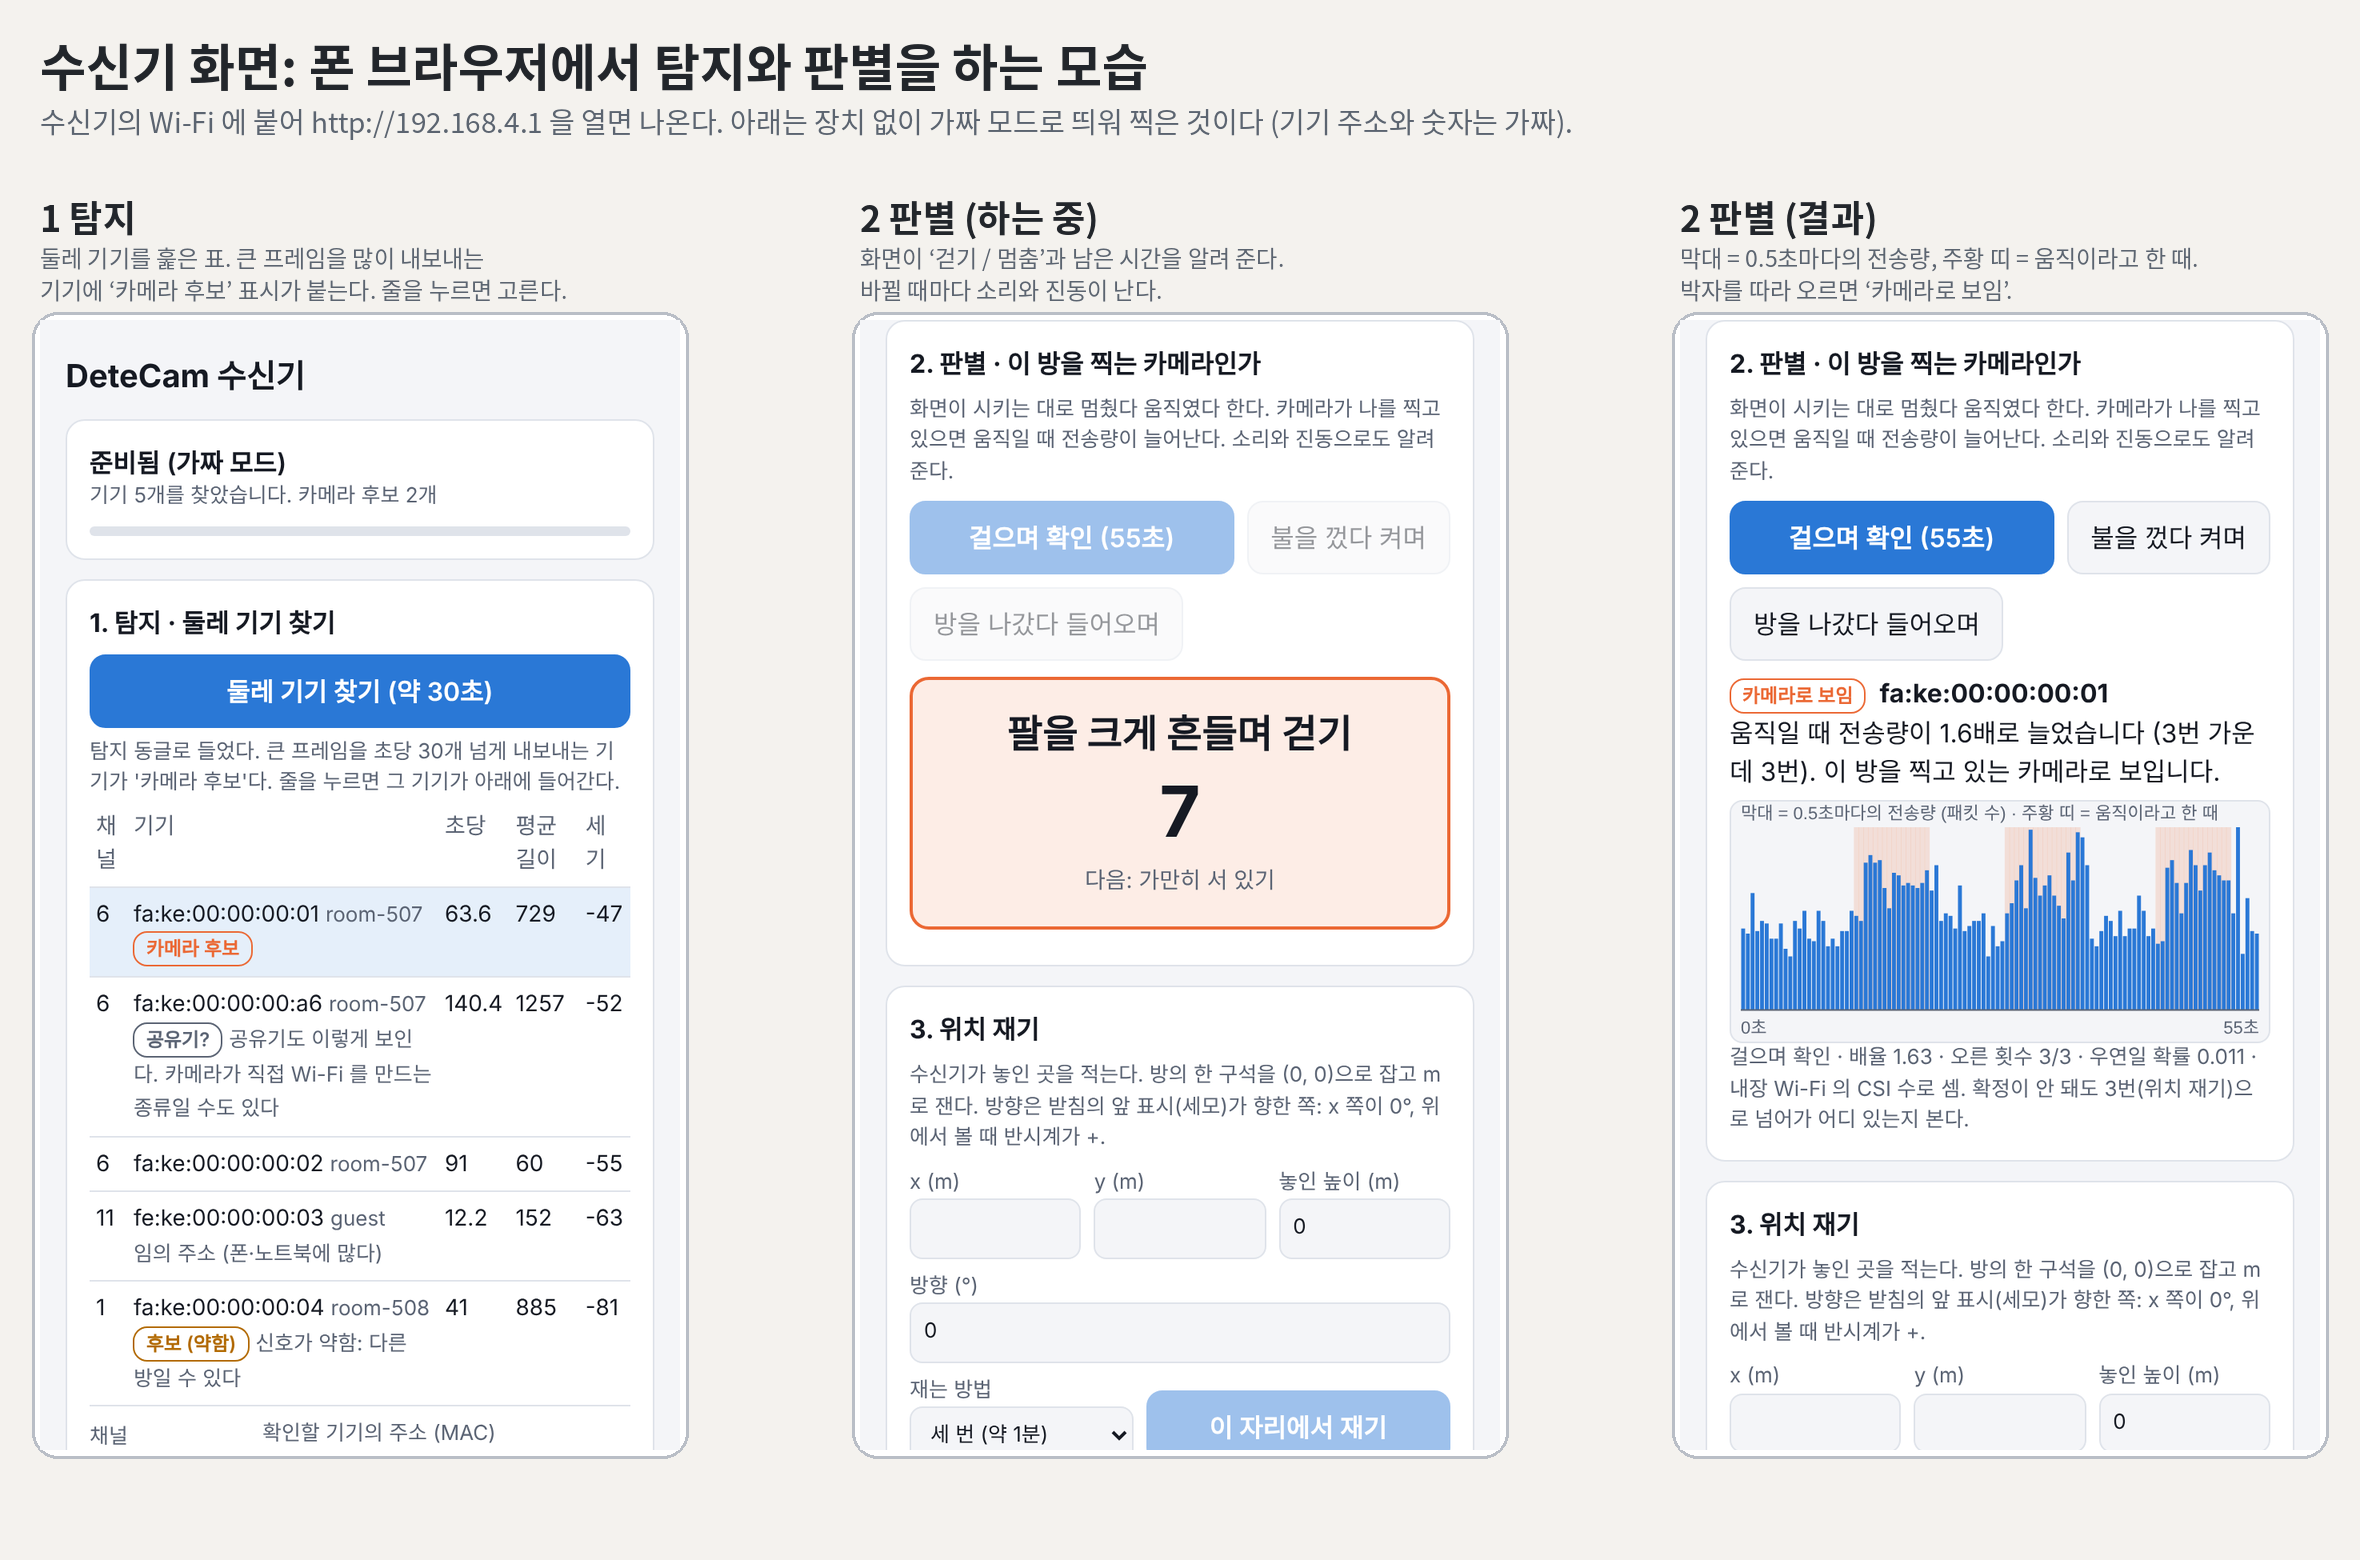 수신기 화면: 폰 브라우저에서 탐지와 판별을 하는 모습
수신기의 Wi-Fi 에 붙어 http://192.168.4.1 을 열면 나온다. 아래는 장치 없이 가짜 모드로 띄워 찍은 것이다 (기기 주소와 숫자는 가짜).
1 탐지
둘레 기기를 훑은 표. 큰 프레임을 많이 내보내는
기기에 ‘카메라 후보’ 표시가 붙는다. 줄을 누르면 고른다.
DeteCam 수신기
준비됨 (가짜 모드)
기기 5개를 찾았습니다. 카메라 후보 2개
1. 탐지 · 둘레 기기 찾기
둘레 기기 찾기 (약 30초)
탐지 동글로 들었다. 큰 프레임을 초당 30개 넘게 내보내는 기
기가 '카메라 후보'다. 줄을 누르면 그 기기가 아래에 들어간다.
채 기기 초당 평균 세
널 길이 기
6 fa:ke:00:00:00:01 room-507 63.6 729 -47
카메라 후보
6 fa:ke:00:00:00:a6 room-507 140.4 1257 -52
공유기? 공유기도 이렇게 보인
다. 카메라가 직접 Wi-Fi 를 만드는
종류일 수도 있다
6 fa:ke:00:00:00:02 room-507 91 60 -55
11 fe:ke:00:00:00:03 guest 12.2 152 -63
임의 주소 (폰·노트북에 많다)
1 fa:ke:00:00:00:04 room-508 41 885 -81
후보 (약함) 신호가 약함: 다른
방일 수 있다
채널 확인할 기기의 주소 (MAC)
2 판별 (하는 중)
화면이 ‘걷기 / 멈춤’과 남은 시간을 알려 준다.
바뀔 때마다 소리와 진동이 난다.
2. 판별 · 이 방을 찍는 카메라인가
화면이 시키는 대로 멈췄다 움직였다 한다. 카메라가 나를 찍고
있으면 움직일 때 전송량이 늘어난다. 소리와 진동으로도 알려
준다.
걸으며 확인 (55초) 불을 껐다 켜며
방을 나갔다 들어오며
팔을 크게 흔들며 걷기
7
다음: 가만히 서 있기
3. 위치 재기
수신기가 놓인 곳을 적는다. 방의 한 구석을 (0, 0)으로 잡고 m
로 잰다. 방향은 받침의 앞 표시(세모)가 향한 쪽: x 쪽이 0°, 위
에서 볼 때 반시계가 +.
x (m) y (m) 놓인 높이 (m)
0
방향 (°)
0
재는 방법
세 번 (약 1분) 이 자리에서 재기
2 판별 (결과)
막대 = 0.5초마다의 전송량, 주황 띠 = 움직이라고 한 때.
박자를 따라 오르면 ‘카메라로 보임’.
2. 판별 · 이 방을 찍는 카메라인가
화면이 시키는 대로 멈췄다 움직였다 한다. 카메라가 나를 찍고
있으면 움직일 때 전송량이 늘어난다. 소리와 진동으로도 알려
준다.
걸으며 확인 (55초) 불을 껐다 켜며
방을 나갔다 들어오며
카메라로 보임 fa:ke:00:00:00:01
움직일 때 전송량이 1.6배로 늘었습니다 (3번 가운
데 3번). 이 방을 찍고 있는 카메라로 보입니다.
막대 = 0.5초마다의 전송량 (패킷 수) · 주황 띠 = 움직이라고 한 때
0초 55초
걸으며 확인 · 배율 1.63 · 오른 횟수 3/3 · 우연일 확률 0.011 ·
내장 Wi-Fi 의 CSI 수로 셈. 확정이 안 돼도 3번(위치 재기)으
로 넘어가 어디 있는지 본다.
3. 위치 재기
수신기가 놓인 곳을 적는다. 방의 한 구석을 (0, 0)으로 잡고 m
로 잰다. 방향은 받침의 앞 표시(세모)가 향한 쪽: x 쪽이 0°, 위
에서 볼 때 반시계가 +.
x (m) y (m) 놓인 높이 (m)
0